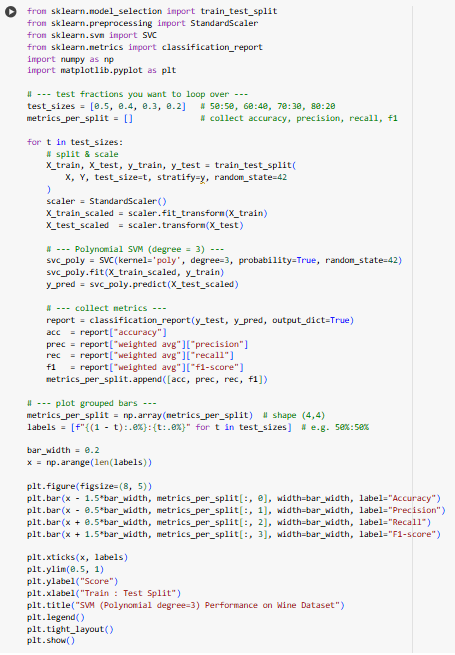 from sklearn.model_selection import train_test_split
from sklearn.preprocessing import StandardScaler
from sklearn.svm import SVC
from sklearn.metrics import classification_report
import numpy as np
import matplotlib.pyplot as plt

# --- test fractions you want to loop over ---
test_sizes = [0.5, 0.4, 0.3, 0.2]   # 50:50, 60:40, 70:30, 80:20
metrics_per_split = []              # collect accuracy, precision, recall, f1

for t in test_sizes:
    # split & scale
    X_train, X_test, y_train, y_test = train_test_split(
        X, Y, test_size=t, stratify=y, random_state=42
    )
    scaler = StandardScaler()
    X_train_scaled = scaler.fit_transform(X_train)
    X_test_scaled  = scaler.transform(X_test)

    # --- Polynomial SVM (degree = 3) ---
    svc_poly = SVC(kernel='poly', degree=3, probability=True, random_state=42)
    svc_poly.fit(X_train_scaled, y_train)
    y_pred = svc_poly.predict(X_test_scaled)

    # --- collect metrics ---
    report = classification_report(y_test, y_pred, output_dict=True)
    acc  = report["accuracy"]
    prec = report["weighted avg"]["precision"]
    rec  = report["weighted avg"]["recall"]
    f1   = report["weighted avg"]["f1-score"]
    metrics_per_split.append([acc, prec, rec, f1])

# --- plot grouped bars ---
metrics_per_split = np.array(metrics_per_split)  # shape (4,4)
labels = [f"{(1 - t):.0%}:{t:.0%}" for t in test_sizes]  # e.g. 50%:50%

bar_width = 0.2
x = np.arange(len(labels))

plt.figure(figsize=(8, 5))
plt.bar(x - 1.5*bar_width, metrics_per_split[:, 0], width=bar_width, label="Accuracy")
plt.bar(x - 0.5*bar_width, metrics_per_split[:, 1], width=bar_width, label="Precision")
plt.bar(x + 0.5*bar_width, metrics_per_split[:, 2], width=bar_width, label="Recall")
plt.bar(x + 1.5*bar_width, metrics_per_split[:, 3], width=bar_width, label="F1-score")

plt.xticks(x, labels)
plt.ylim(0.5, 1)
plt.ylabel("Score")
plt.xlabel("Train : Test Split")
plt.title("SVM (Polynomial degree=3) Performance on Wine Dataset")
plt.legend()
plt.tight_layout()
plt.show()